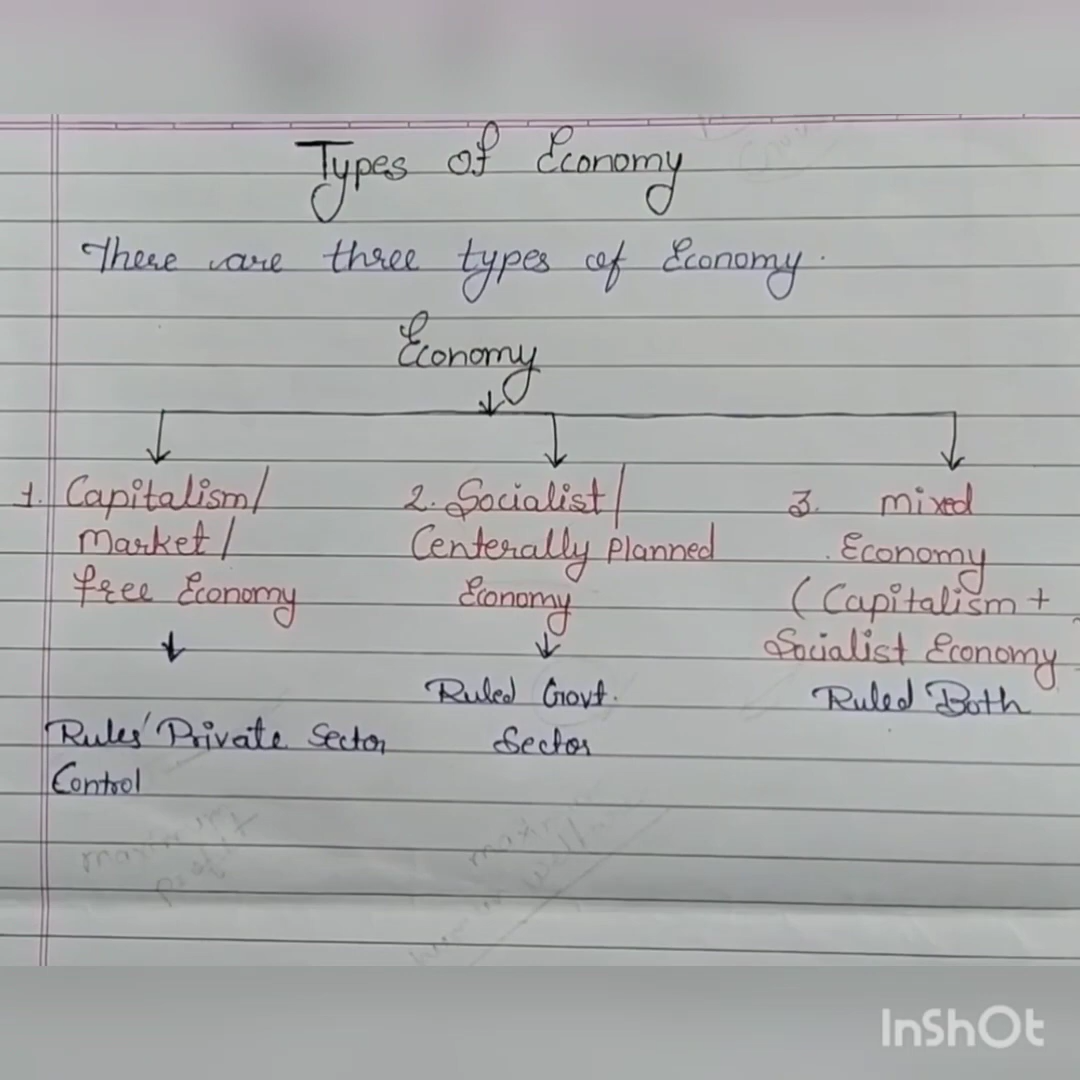 Types of Economy
There are three types of Economy.
Economy
1. Capitalism/
Market/
free Economy
Rules' Private Sector
Control
2. Socialist/
Centerally Planned
Economy
Ruled Govt.
Sector
3. mixed
Economy
(Capitalism +
Socialist Economy
Ruled Both
profit
InShOt